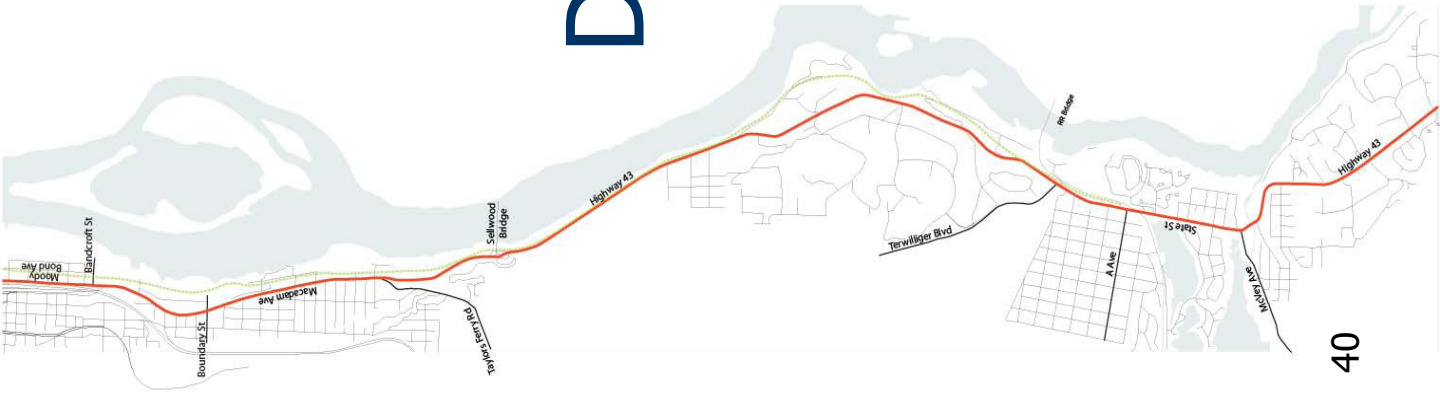 D
Moody
Bond Ave
Bandcroft St
Boundary St
Macadam Ave
Taylors Ferry Rd
Sellwood
Bridge
Highway 43
Terwilliger Blvd
RR Bridge
A Ave
State St
McVey Ave
Highway 43
40